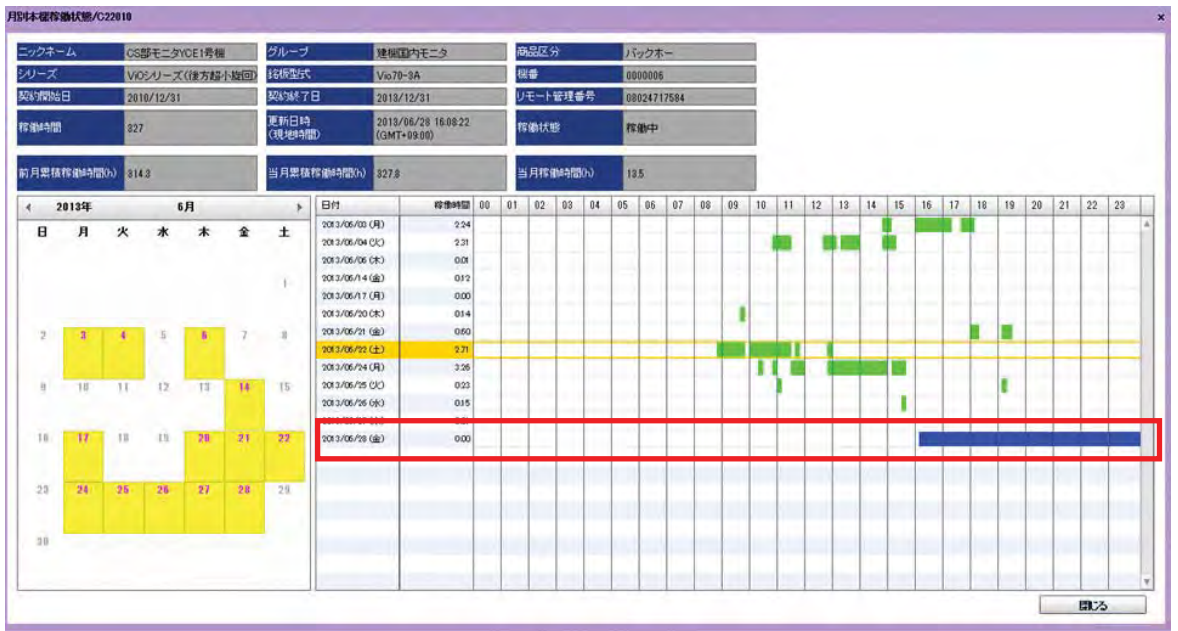 月別本機稼働状態/C22010
×
ニックネーム CS部モニタYCE1号機 グループ 建機国内モニタ 商品区分 バックホー
シリーズ ViOシリーズ(後方超小旋回) 銘板型式 Vio70-3A 機番 0000006
契約開始日 2010/12/31 契約終了日 2013/12/31 リモート管理番号 08024717584
稼働時間 327 更新日時(現地時間) 2013/06/28 16:08:22 (GMT+09:00) 稼働状態 稼働中
前月累積稼働時間(h) 314.3 当月累積稼働時間(h) 327.8 当月稼働時間(h) 13.5
2013年 6月
日 月 火 水 木 金 土
1
2 3 4 5 6 7 8
9 10 11 12 13 14 15
16 17 18 19 20 21 22
23 24 25 26 27 28 29
30
日付 稼働時間 00 01 02 03 04 05 06 07 08 09 10 11 12 13 14 15 16 17 18 19 20 21 22 23
2013/06/03 (月) 2:24
2013/06/04 (火) 2:31
2013/06/06 (木) 0:01
2013/06/14 (金) 0:12
2013/06/17 (月) 0:00
2013/06/20 (木) 0:14
2013/06/21 (金) 0:50
2013/06/22 (土) 2:71
2013/06/24 (月) 3:26
2013/06/25 (火) 0:23
2013/06/26 (水) 0:15
2013/06/28 (金) 0:00
閉じる